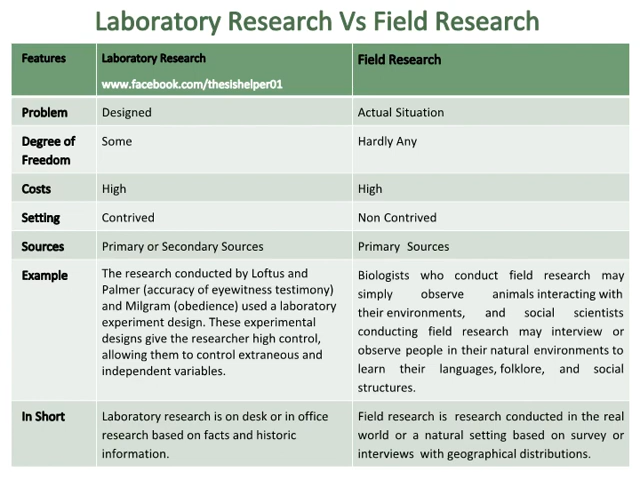 Laboratory Research Vs Field Research
Features
Laboratory Research
www.facebook.com/thesishelper01
Field Research
Problem
Designed
Actual Situation
Degree of
Freedom
Some
Hardly Any
Costs
High
High
Setting
Contrived
Non Contrived
Sources
Primary or Secondary Sources
Primary Sources
Example
The research conducted by Loftus and
Palmer (accuracy of eyewitness testimony)
and Milgram (obedience) used a laboratory
experiment design. These experimental
designs give the researcher high control,
allowing them to control extraneous and
independent variables.
Biologists who conduct field research may
simply observe animals interacting with
their environments, and social scientists
conducting field research may interview or
observe people in their natural environments to
learn their languages, folklore, and social
structures.
In Short
Laboratory research is on desk or in office
research based on facts and historic
information.
Field research is research conducted in the real
world or a natural setting based on survey or
interviews with geographical distributions.